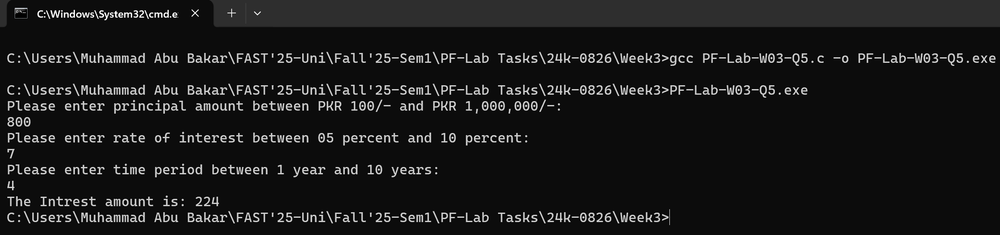 C:\Windows\System32\cmd.e
C:\Users\Muhammad Abu Bakar\FAST'25-Uni\Fall'25-Sem1\PF-Lab Tasks\24k-0826\Week3>gcc PF-Lab-W03-Q5.c -o PF-Lab-W03-Q5.exe
C:\Users\Muhammad Abu Bakar\FAST'25-Uni\Fall'25-Sem1\PF-Lab Tasks\24k-0826\Week3>PF-Lab-W03-Q5.exe
Please enter principal amount between PKR 100/- and PKR 1,000,000/-:
800
Please enter rate of interest between 05 percent and 10 percent:
7
Please enter time period between 1 year and 10 years:
4
The Intrest amount is: 224
C:\Users\Muhammad Abu Bakar\FAST'25-Uni\Fall'25-Sem1\PF-Lab Tasks\24k-0826\Week3>